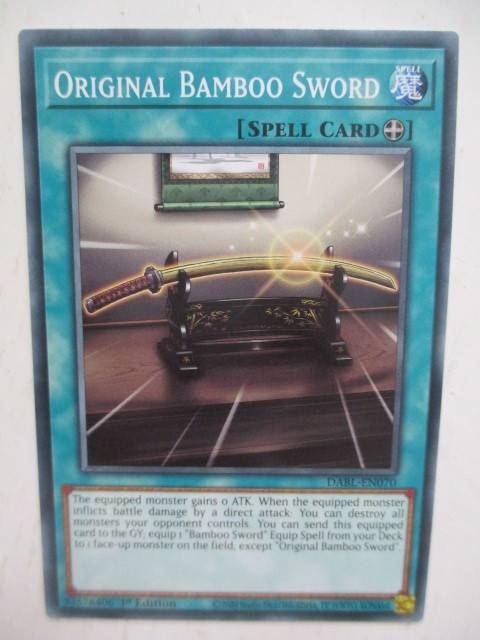 ORIGINAL BAMBOO SWORD
SPELL
魔
[SPELL CARD]
DABL-EN070
The equipped monster gains 0 ATK. When the equipped monster
inflicts battle damage by a direct attack: You can destroy all
monsters your opponent controls. You can send this equipped
card to the GY; equip 1 "Bamboo Sword" Equip Spell from your Deck
to 1 face-up monster on the field, except "Original Bamboo Sword".
1st Edition